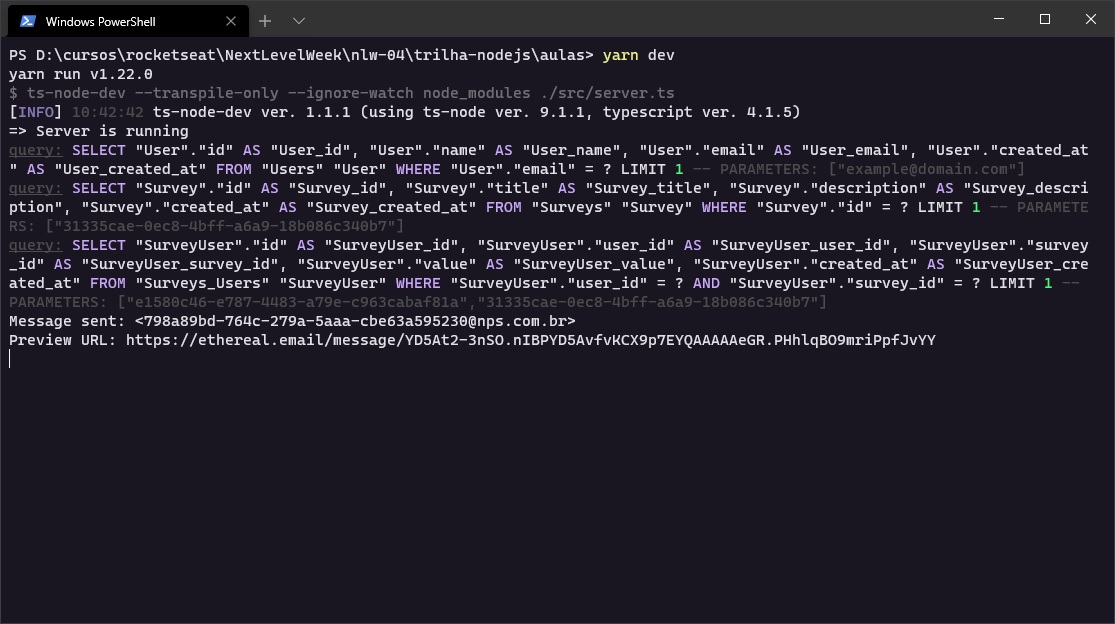 Windows PowerShell
PS D:\cursos\rocketseat\NextLevelWeek\nlw-04\trilha-nodejs\aulas> yarn dev
yarn run v1.22.0
$ ts-node-dev --transpile-only --ignore-watch node_modules ./src/server.ts
[INFO] 10:42:42 ts-node-dev ver. 1.1.1 (using ts-node ver. 9.1.1, typescript ver. 4.1.5)
=> Server is running
query: SELECT "User"."id" AS "User_id", "User"."name" AS "User_name", "User"."email" AS "User_email", "User"."created_at
" AS "User_created_at" FROM "Users" "User" WHERE "User"."email" = ? LIMIT 1 -- PARAMETERS: ["example@domain.com"]
query: SELECT "Survey"."id" AS "Survey_id", "Survey"."title" AS "Survey_title", "Survey"."description" AS "Survey_descri
ption", "Survey"."created_at" AS "Survey_created_at" FROM "Surveys" "Survey" WHERE "Survey"."id" = ? LIMIT 1 -- PARAMETE
RS: ["31335cae-0ec8-4bff-a6a9-18b086c340b7"]
query: SELECT "SurveyUser"."id" AS "SurveyUser_id", "SurveyUser"."user_id" AS "SurveyUser_user_id", "SurveyUser"."survey
_id" AS "SurveyUser_survey_id", "SurveyUser"."value" AS "SurveyUser_value", "SurveyUser"."created_at" AS "SurveyUser_cre
ated_at" FROM "Surveys_Users" "SurveyUser" WHERE "SurveyUser"."user_id" = ? AND "SurveyUser"."survey_id" = ? LIMIT 1 --
PARAMETERS: ["e1580c46-e787-4483-a79e-c963cabaf81a","31335cae-0ec8-4bff-a6a9-18b086c340b7"]
Message sent: <798a89bd-764c-279a-5aaa-cbe63a595230@nps.com.br>
Preview URL: https://ethereal.email/message/YD5At2-3nSO.nIBPYD5AvfvKCX9p7EYQAAAAAeGR.PHhlqBO9mriPpfJvYY